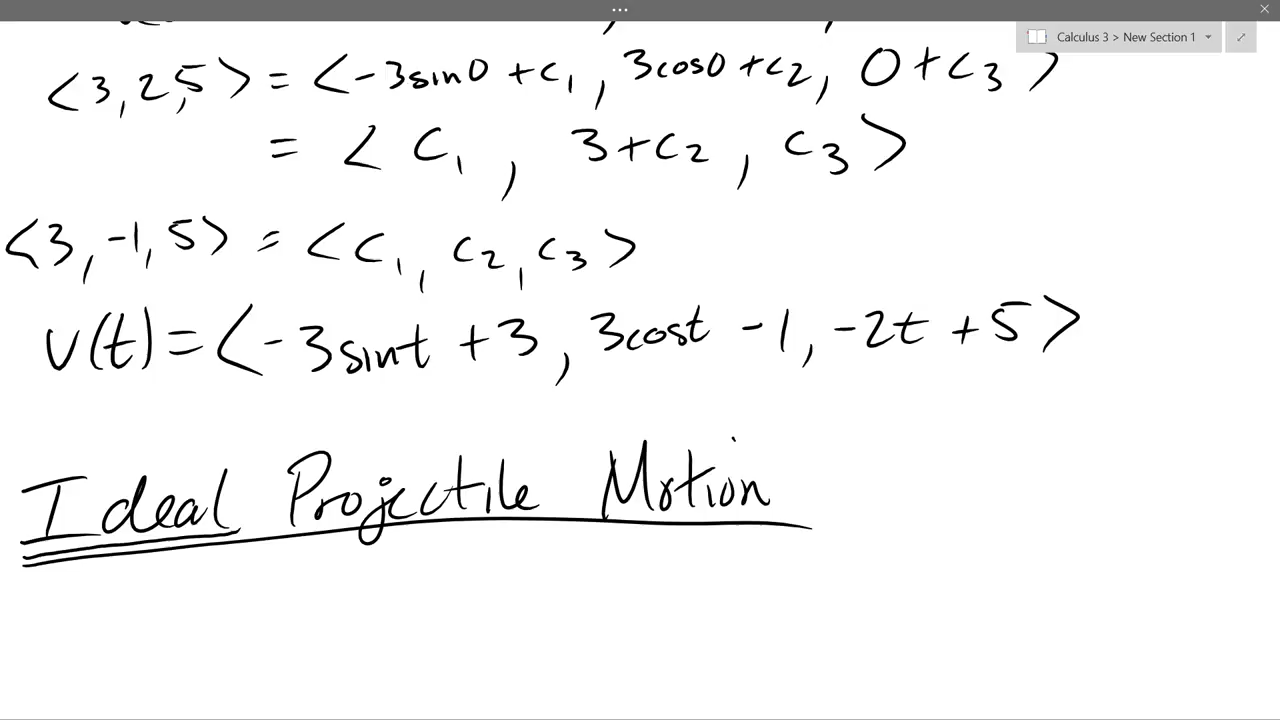 Calculus 3 > New Section 1
<3, 2, 5> = <-3sin0 + c₁, 3cos0 + c₂, 0 + c₃>
= <c₁, 3 + c₂, c₃>
<3, -1, 5> = <c₁, c₂, c₃>
v(t) = <-3sint + 3, 3cost - 1, -2t + 5>
Ideal Projectile Motion